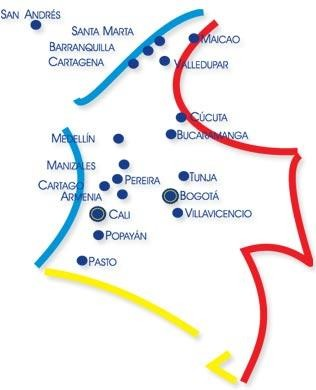 San Andrés
Santa Marta
Barranquilla
Cartagena
Maicao
Valledupar
Cúcuta
Bucaramanga
Medellín
Manizales
Pereira
Cartago
Armenia
Tunja
Bogotá
Cali
Villavicencio
Popayán
Pasto